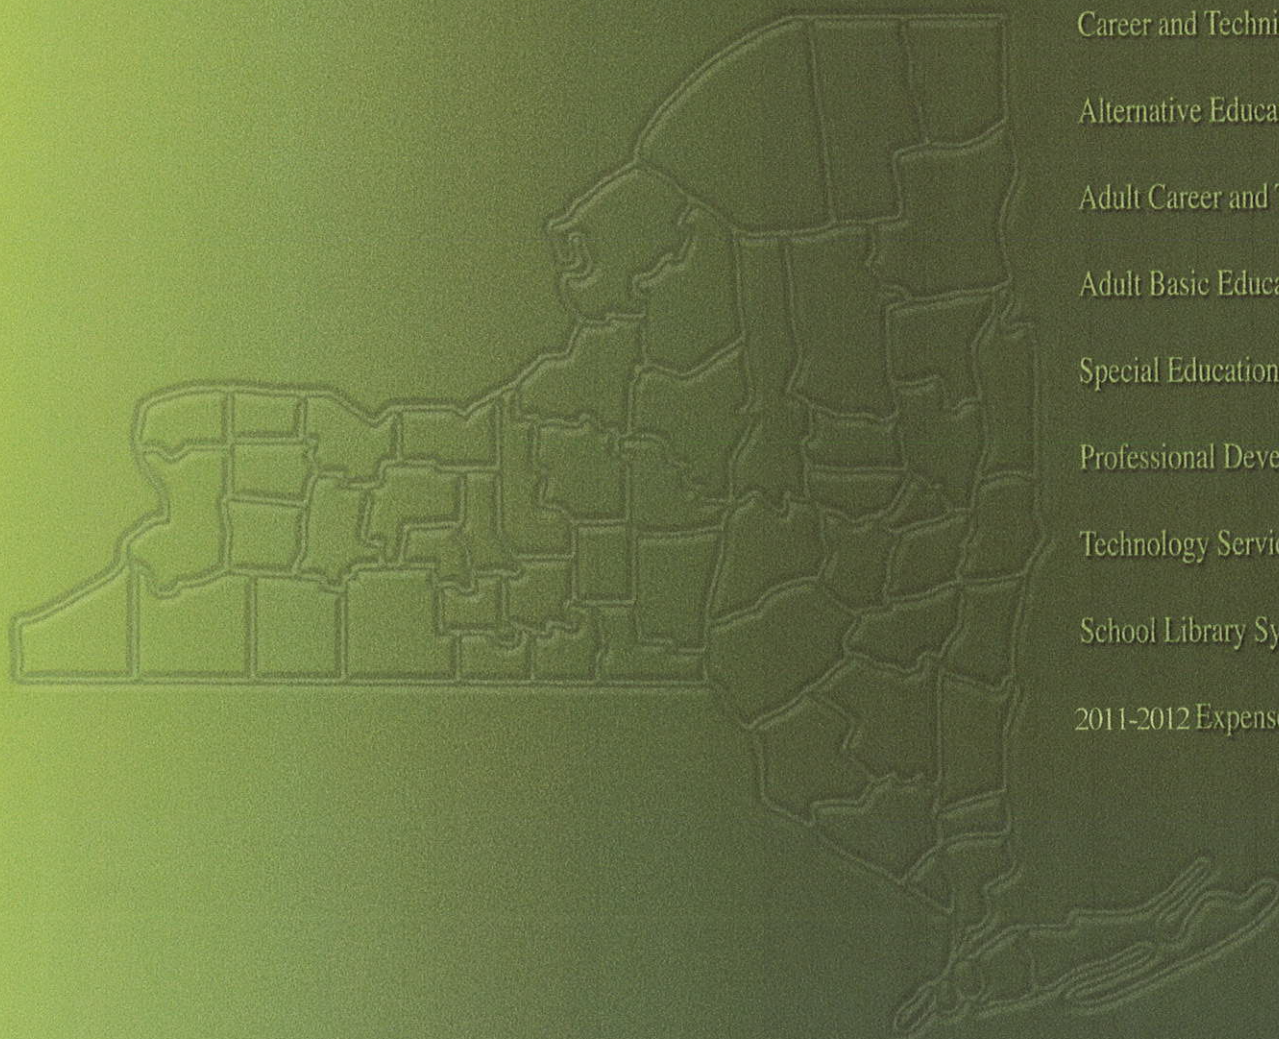 Career and Techni
Alternative Educa
Adult Career and
Adult Basic Educa
Special Education
Professional Deve
Technology Servic
School Library Sy
2011-2012 Expens